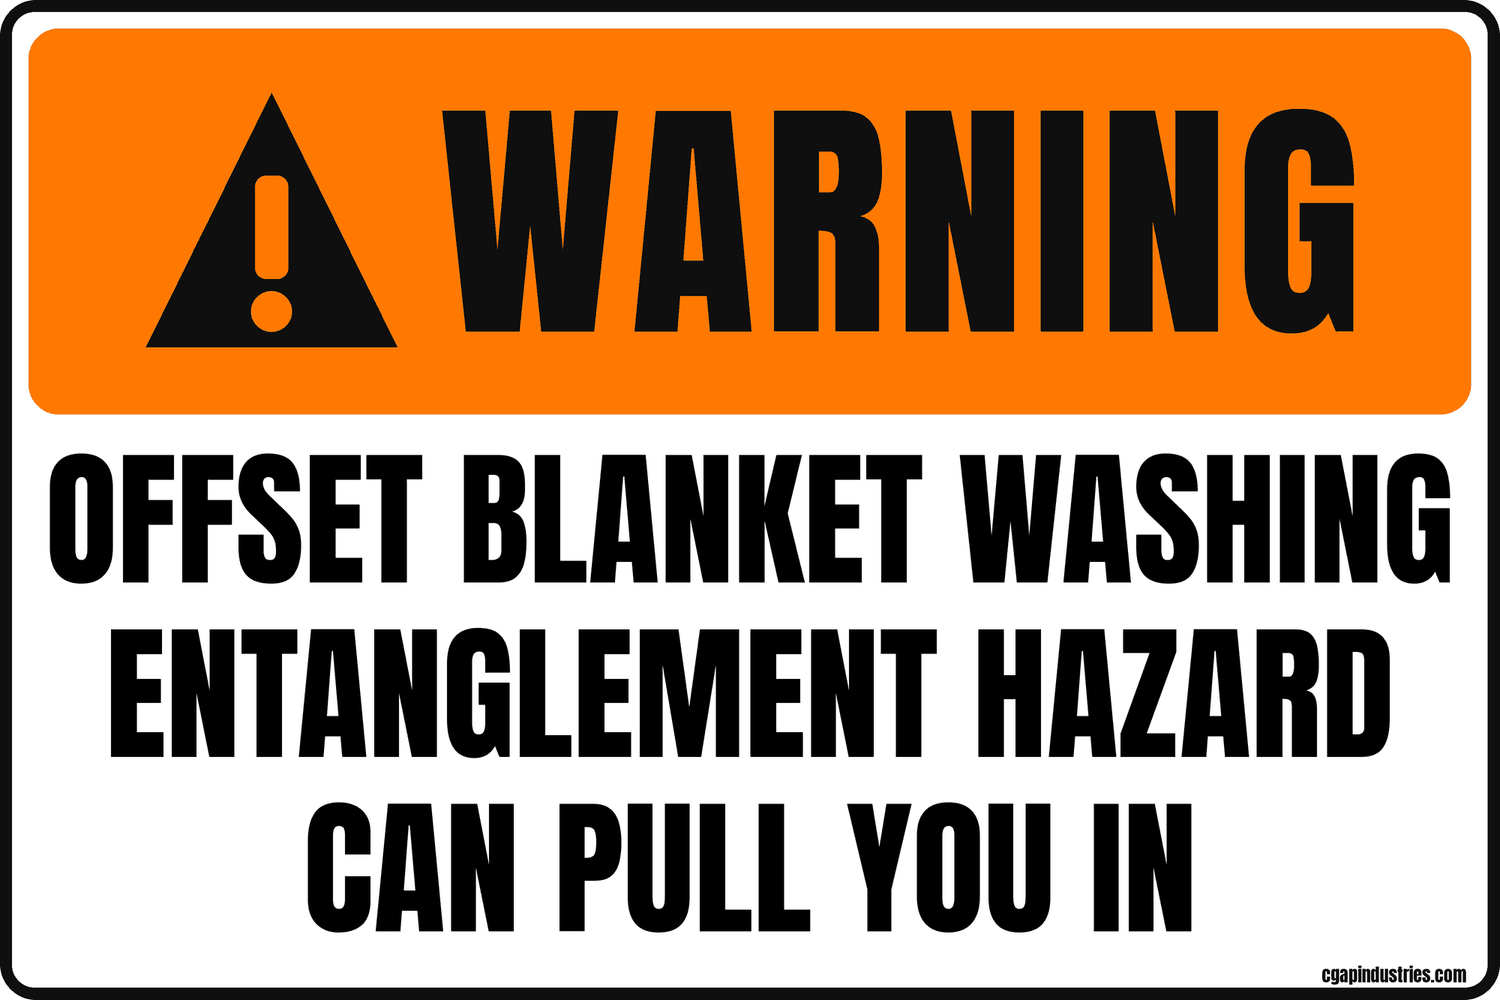 WARNING
OFFSET BLANKET WASHING
ENTANGLEMENT HAZARD
CAN PULL YOU IN
cgapindustries.com